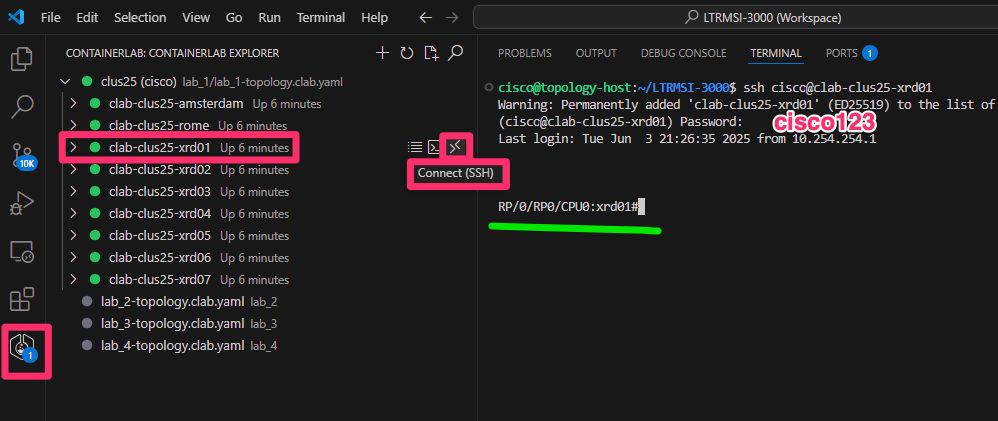 File Edit Selection View Go Run Terminal Help
LTRMSI-3000 (Workspace)
CONTAINERLAB: CONTAINERLAB EXPLORER
clus25 (cisco) lab_1/lab_1-topology.clab.yaml
clab-clus25-amsterdam Up 6 minutes
clab-clus25-rome Up 6 minutes
clab-clus25-xrd01 Up 6 minutes
clab-clus25-xrd02 Up 6 minutes
clab-clus25-xrd03 Up 6 minutes
clab-clus25-xrd04 Up 6 minutes
clab-clus25-xrd05 Up 6 minutes
clab-clus25-xrd06 Up 6 minutes
clab-clus25-xrd07 Up 6 minutes
lab_2-topology.clab.yaml lab_2
lab_3-topology.clab.yaml lab_3
lab_4-topology.clab.yaml lab_4
10K
1
Connect (SSH)
PROBLEMS OUTPUT DEBUG CONSOLE TERMINAL PORTS 1
cisco@topology-host:~/LTRMSI-3000$ ssh cisco@clab-clus25-xrd01
Warning: Permanently added 'clab-clus25-xrd01' (ED25519) to the list of
(cisco@clab-clus25-xrd01) Password:
cisco123
Last login: Tue Jun 3 21:26:35 2025 from 10.254.254.1
RP/0/RP0/CPU0:xrd01#